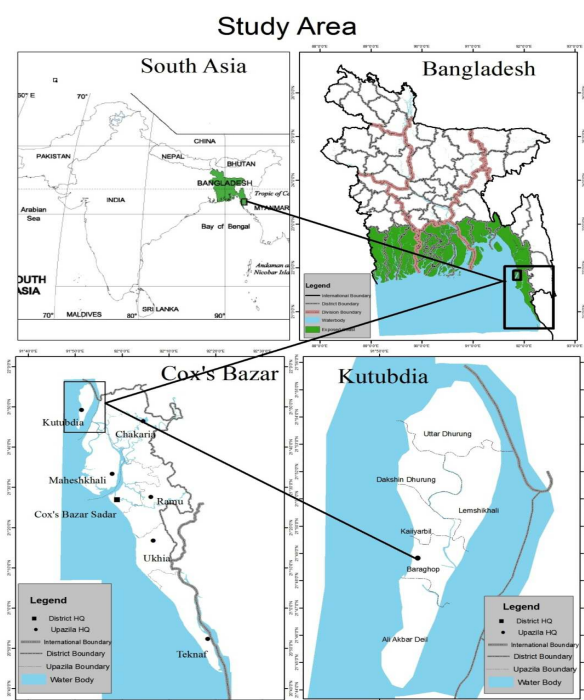 Study Area
South Asia
70°
CHINA
PAKISTAN
NEPAL
BHUTAN
BANGLADESH
Tropic of Ca
MYANMAR
INDIA
Arabian
Sea
Bay of Bengal
Andaman an
Nicobar Isla
SRI LANKA
MALDIVES
70°
80°
90°
Bangladesh
Legend
International Boundary
District Boundary
Division Boundary
Waterbody
Cox's Bazar
Kutubdia
Chakaria
Maheshkhali
Ramu
Cox's Bazar Sadar
Ukhia
Teknaf
Legend
District HQ
Upazila HQ
International Boundary
District Boundary
Upazila Boundary
Water Body
Kutubdia
Uttar Dhurung
Dakshin Dhurung
Lemshikhali
Kaiyarbil
Baraghop
Ali Akbar Deil
Legend
District HQ
Upazila HQ
International Boundary
District Boundary
Upazila Boundary
Water Body